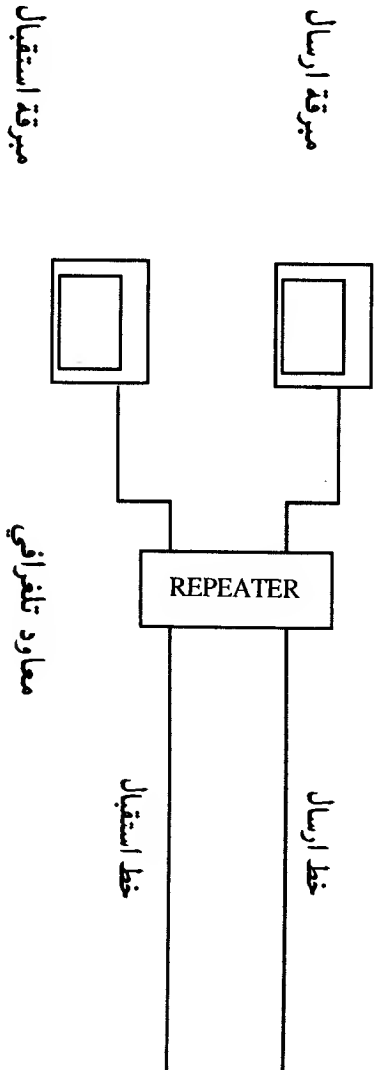 مبرقة ارسال
مبرقة استقبال
REPEATER
معاود تلغرافي
خط ارسال
خط استقبال